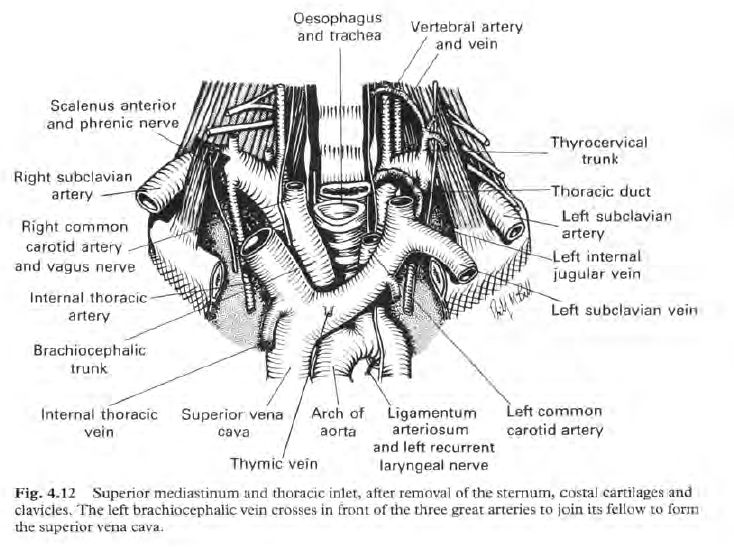 Oesophagus
and trachea
Vertebral artery
and vein
Scalenus anterior
and phrenic nerve
Thyrocervical
trunk
Right subclavian
artery
Thoracic duct
Left subclavian
artery
Right common
carotid artery
and vagus nerve
Left internal
jugular vein
Internal thoracic
artery
Left subclavian vein
Brachiocephalic
trunk
Internal thoracic
vein
Superior vena
cava
Arch of
aorta
Ligamentum
arteriosum
and left recurrent
laryngeal nerve
Left common
carotid artery
Thymic vein
Fig. 4.12 Superior mediastinum and thoracic inlet, after removal of the sternum, costal cartilages and
clavicles. The left brachiocephalic vein crosses in front of the three great arteries to join its fellow to form
the superior vena cava.